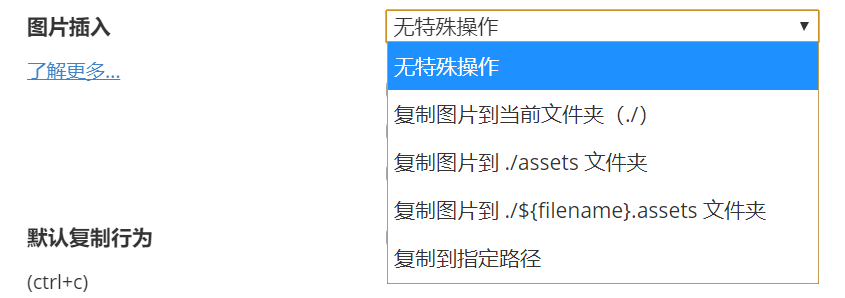 图片插入
无特殊操作
了解更多...
无特殊操作
复制图片到当前文件夹（./）
复制图片到 ./assets 文件夹
复制图片到 ./${filename}.assets 文件夹
复制到指定路径
默认复制行为
(ctrl+c)